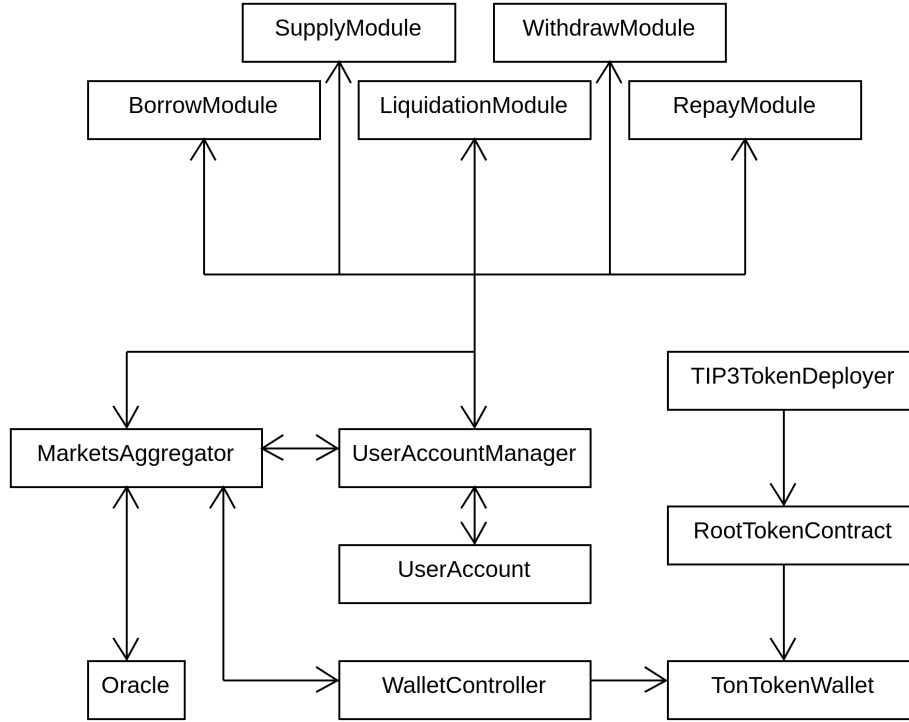 SupplyModule
WithdrawModule
BorrowModule
LiquidationModule
RepayModule
TIP3TokenDeployer
MarketsAggregator
UserAccountManager
RootTokenContract
UserAccount
Oracle
WalletController
TonTokenWallet